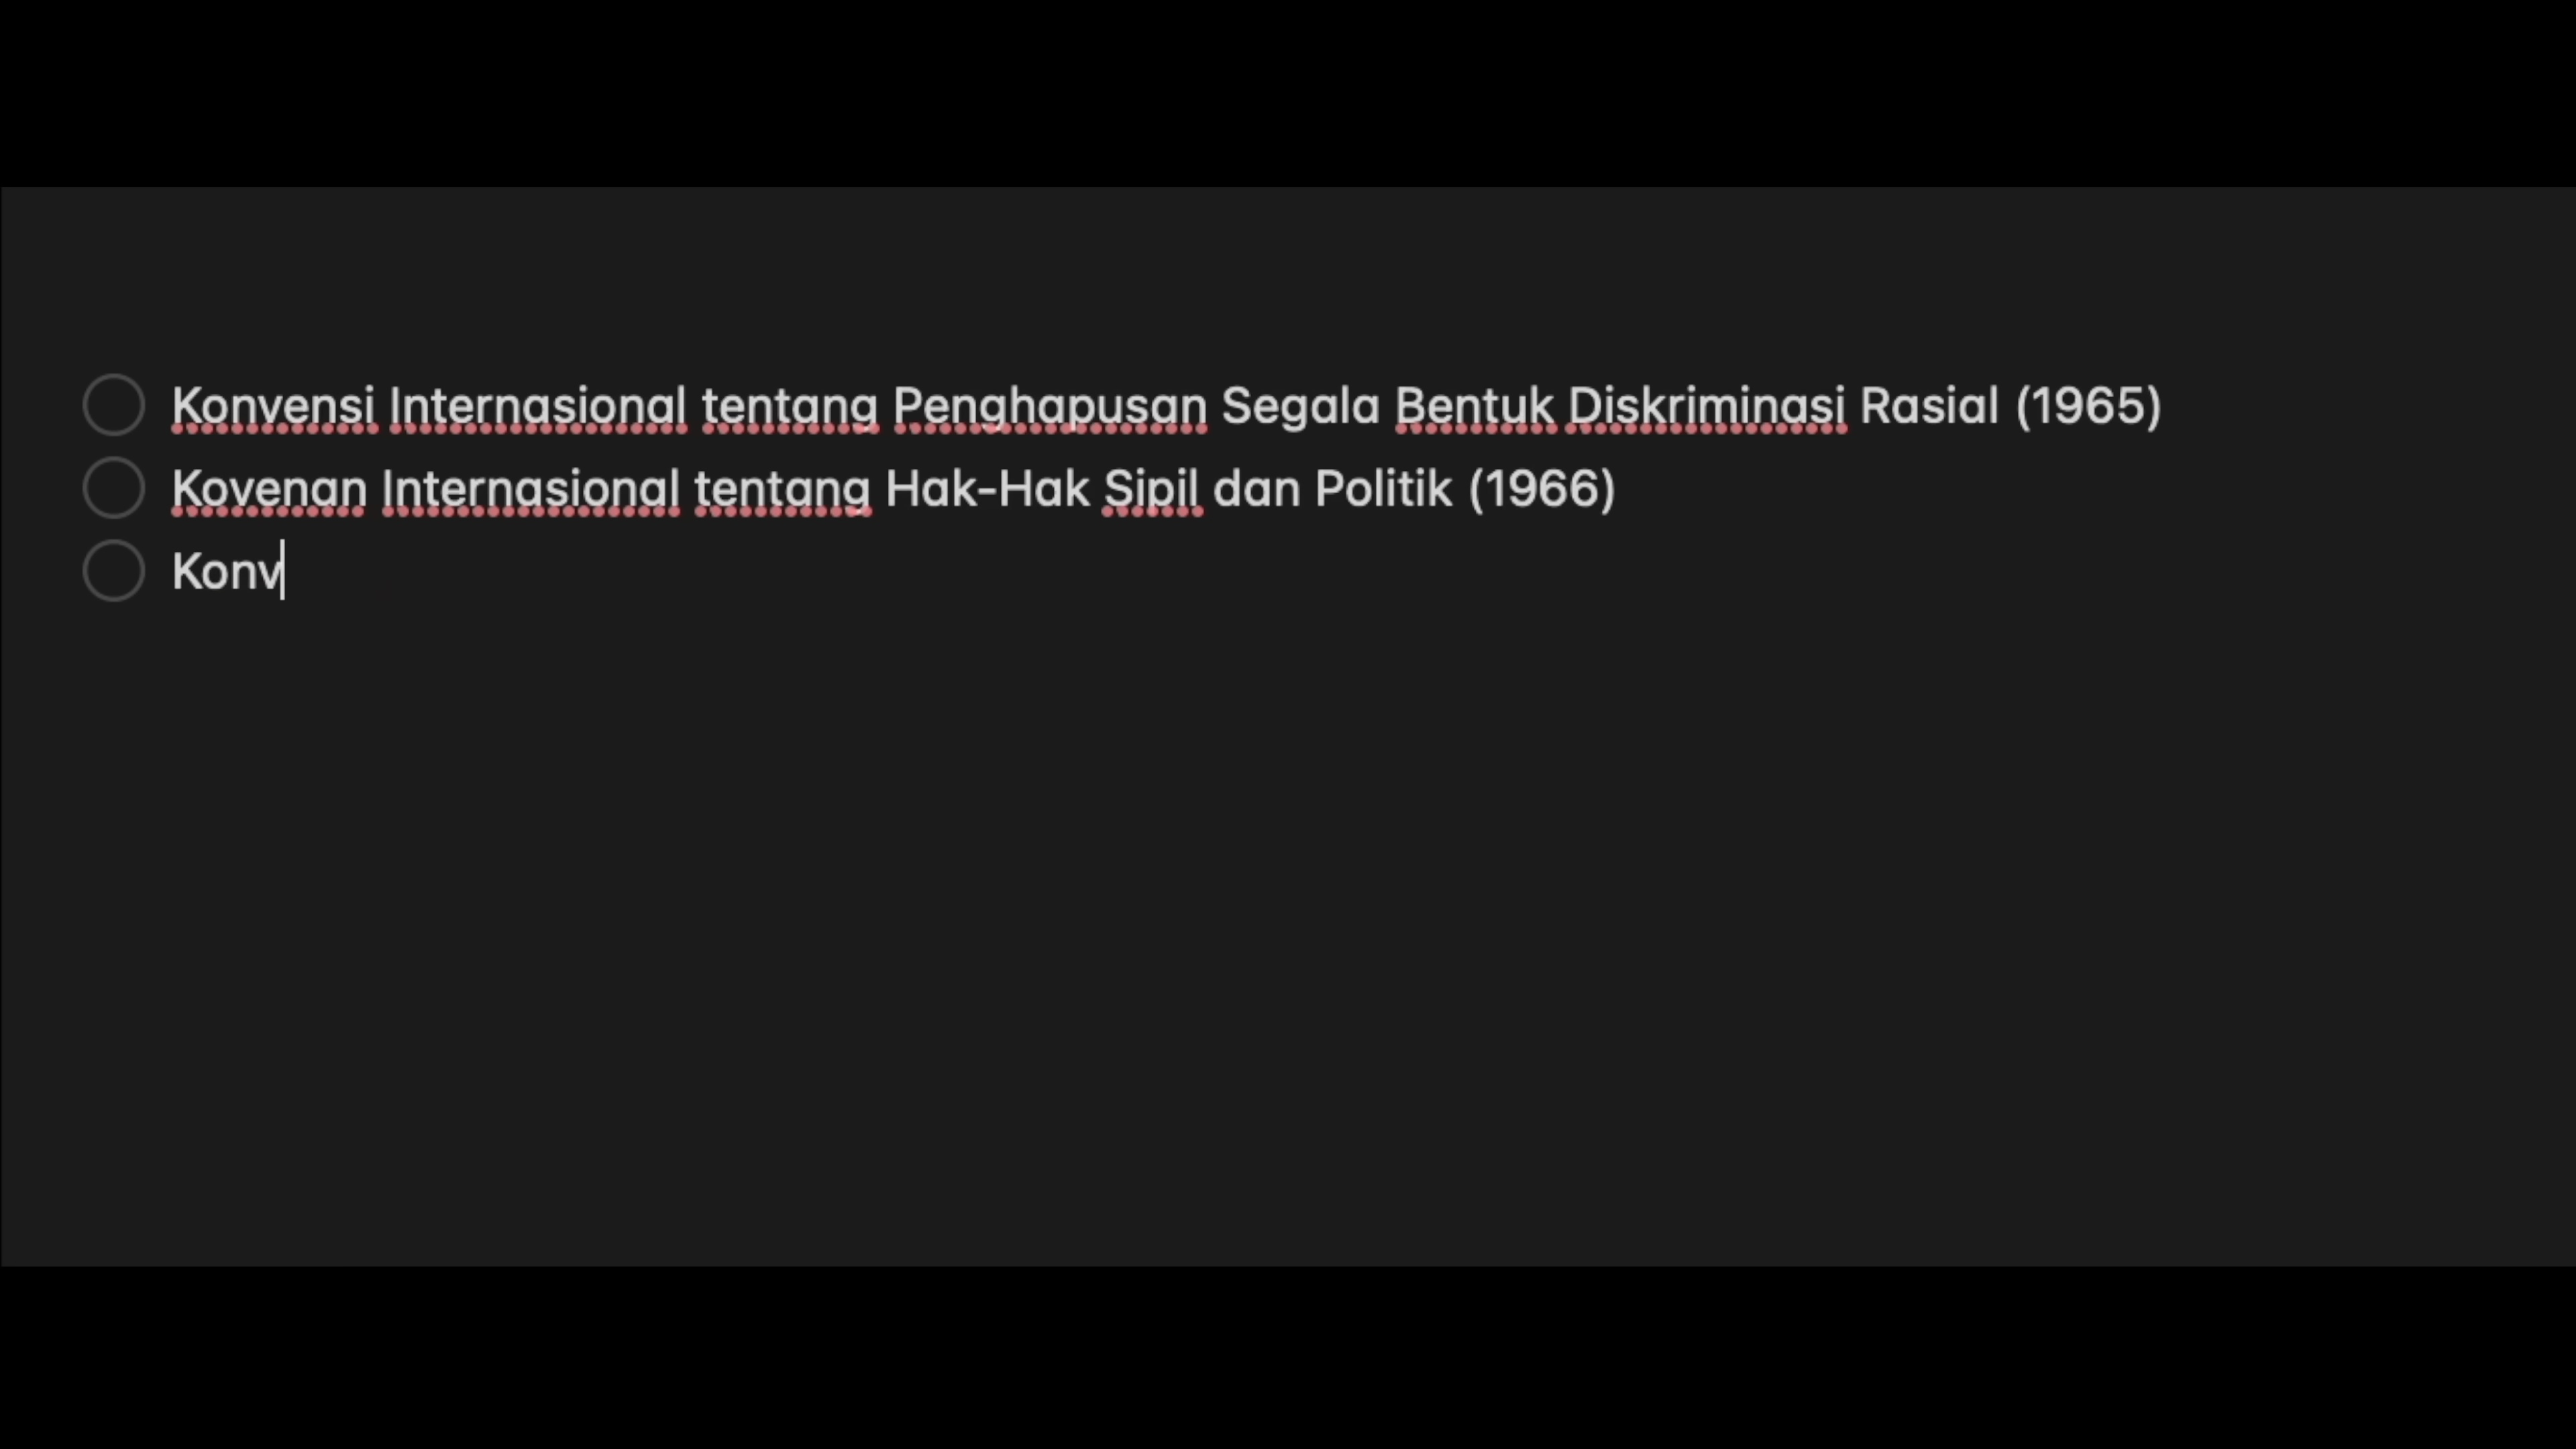 Konvensi Internasional tentang Penghapusan Segala Bentuk Diskriminasi Rasial (1965)
Kovenan Internasional tentang Hak-Hak Sipil dan Politik (1966)
Konv